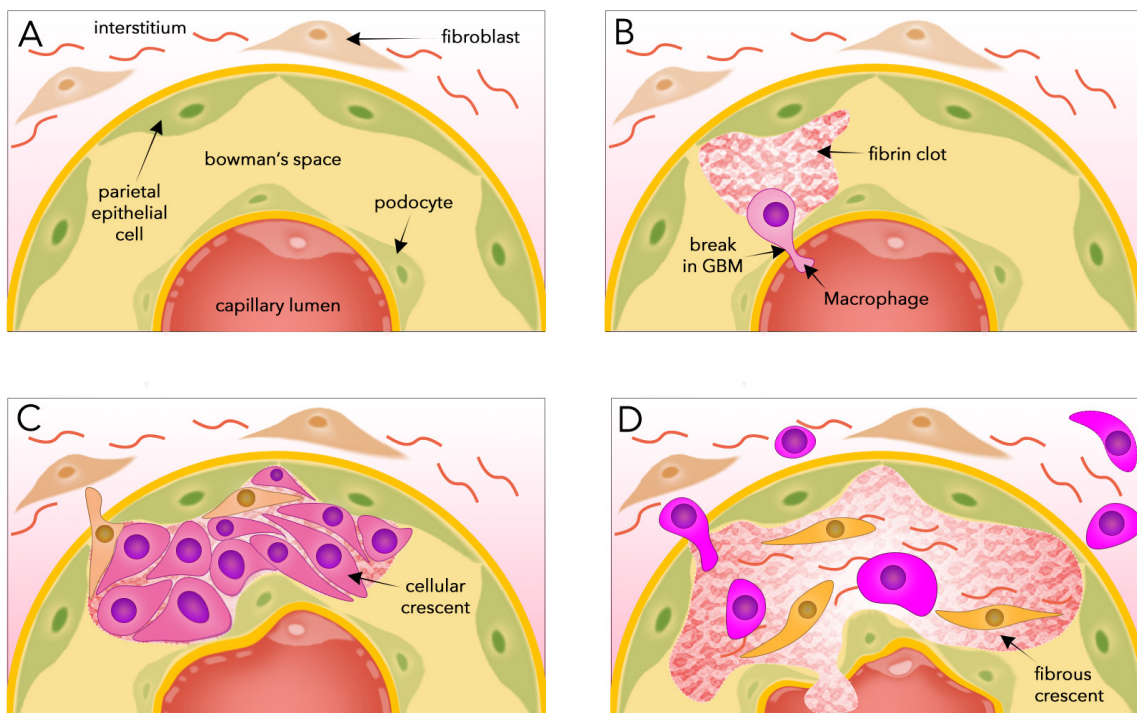 A
interstitium
fibroblast
bowman's space
parietal
epithelial
cell
podocyte
capillary lumen
B
fibrin clot
break
in GBM
Macrophage
C
cellular
crescent
D
fibrous
crescent